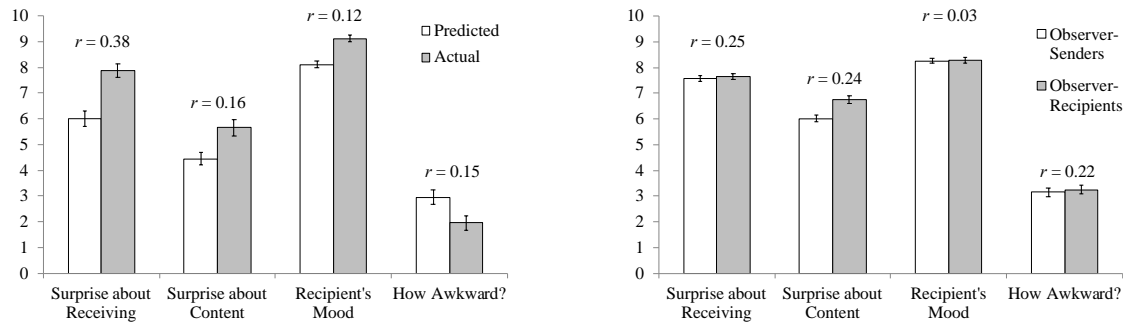 10
9
8
7
6
5
4
3
2
1
0
r = 0.38
r = 0.16
r = 0.12
r = 0.15
Predicted
Actual
Surprise about
Receiving
Surprise about
Content
Recipient's
Mood
How Awkward?
10
9
8
7
6
5
4
3
2
1
0
r = 0.25
r = 0.24
r = 0.03
r = 0.22
Observer-
Senders
Observer-
Recipients
Surprise about
Receiving
Surprise about
Content
Recipient's
Mood
How Awkward?